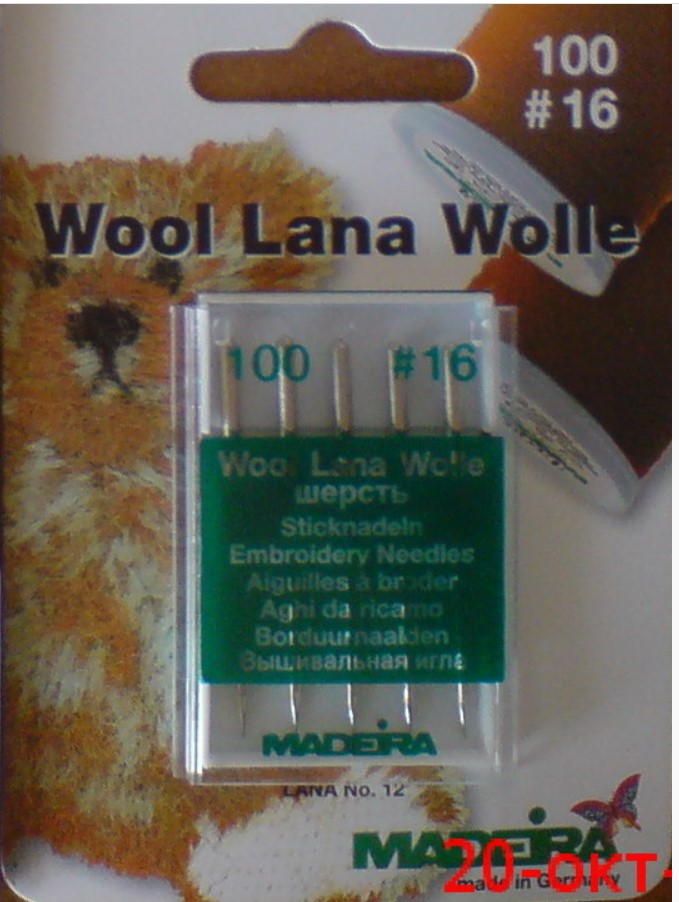 100
#16
Wool Lana Wolle
100 #16
Wool Lana Wolle
шерсть
Sticknadeln
Embroidery Needles
Aiguilles à broder
Aghi da ricamo
Borduurnaalden
Вышивальная игла
MADEIRA
LANA No. 12
MADEIRA
made in Germany
20-окт-